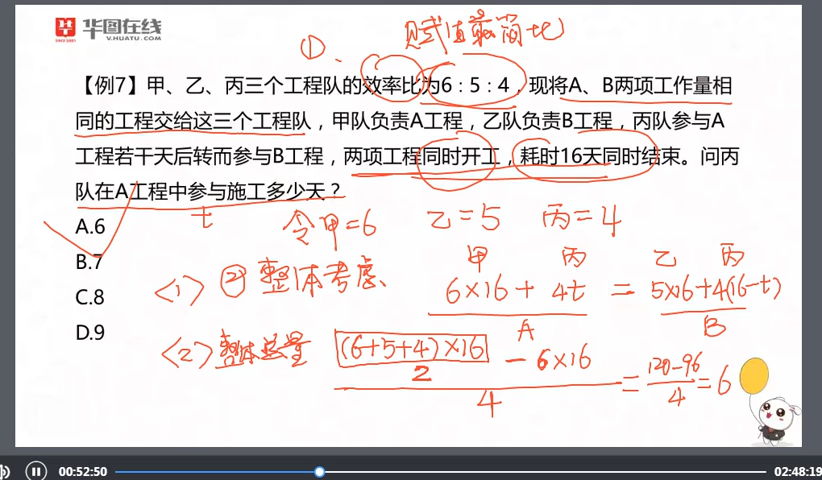 华图在线
V.HUATU.COM
① 赋值最简比
【例7】甲、乙、丙三个工程队的效率比为6：5：4，现将A、B两项工作量相
同的工程交给这三个工程队，甲队负责A工程，乙队负责B工程，丙队参与A
工程若干天后转而参与B工程，两项工程同时开工，耗时16天同时结束。问丙
队在A工程中参与施工多少天？
A.6
t 令甲=6 乙=5 丙=4
B.7
甲 丙 乙 丙
<1> ② 整体考虑 6×16+4t = 5×16+4(16-t)
C.8
A B
D.9
<2> 整体总量 (6+5+4)×16
2
- 6×16
4
= 120-96
4
= 6
00:52:50
02:48:19